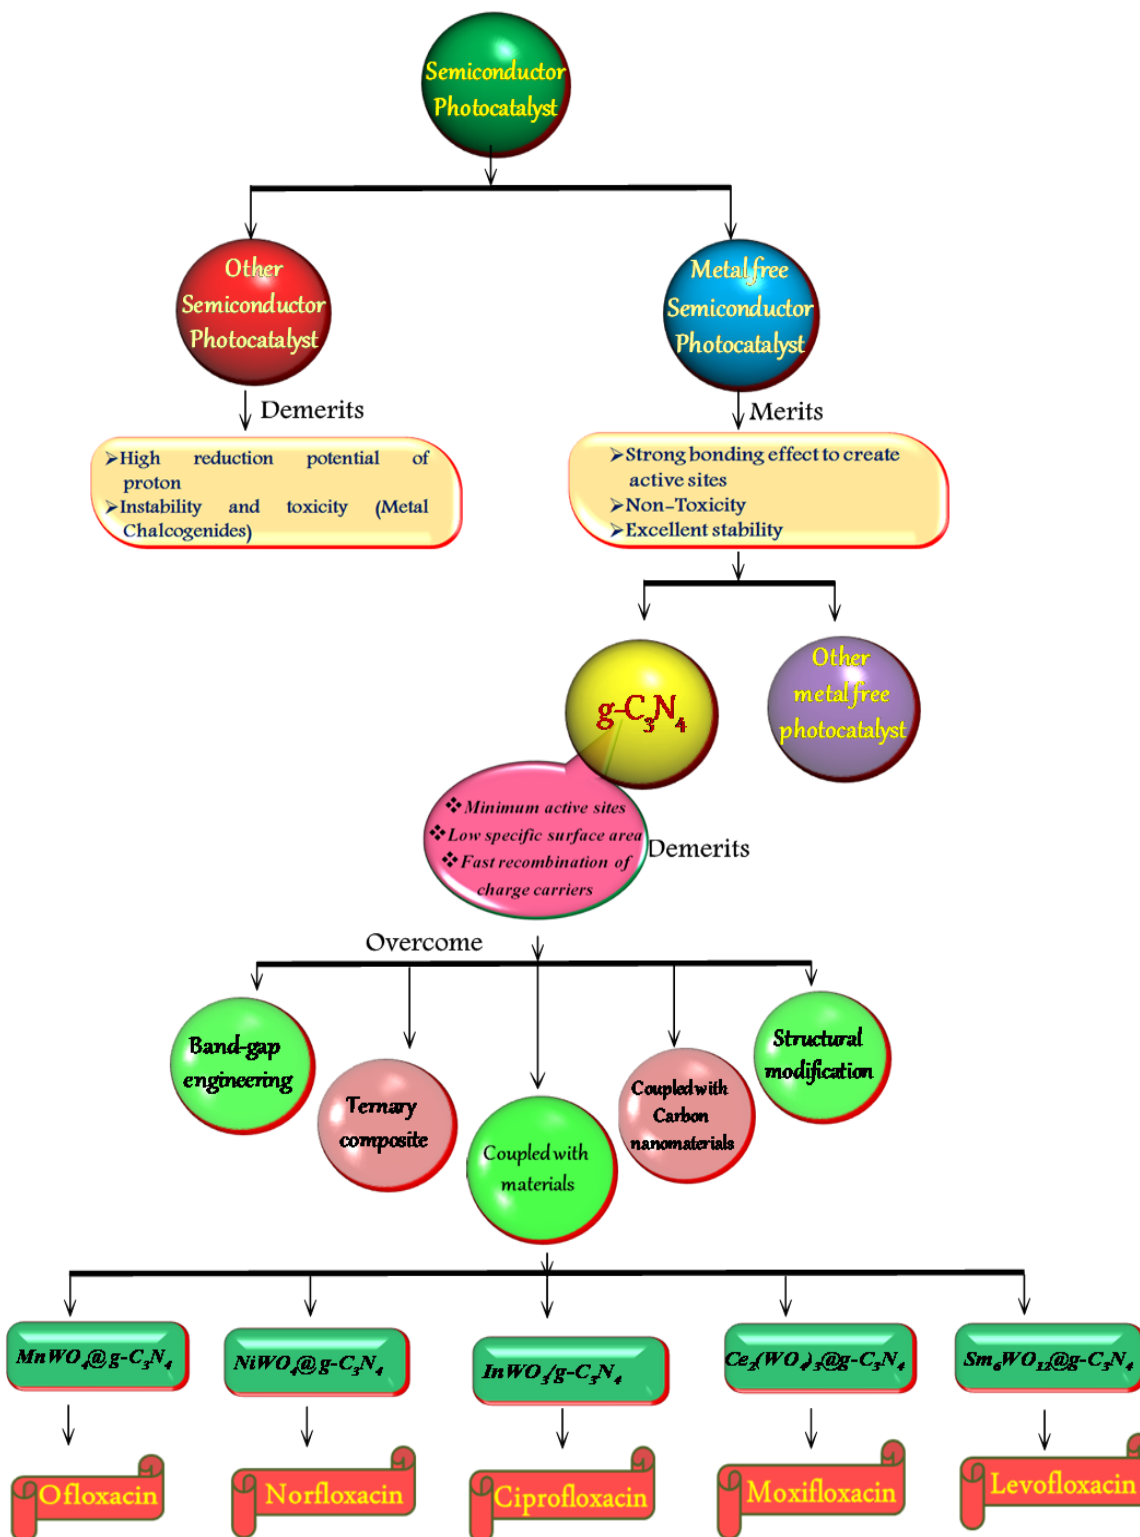 Semiconductor
Photocatalyst
Other
Semiconductor
Photocatalyst
Metal free
Semiconductor
Photocatalyst
Demerits
Merits
➢High reduction potential of
proton
➢Instability and toxicity (Metal
Chalcogenides)
➢Strong bonding effect to create
active sites
➢Non-Toxicity
➢Excellent stability
g-C₃N₄
Other
metal free
photocatalyst
❖Minimum active sites
❖Low specific surface area
❖Fast recombination of
charge carriers
Demerits
Overcome
Band-gap
engineering
Ternary
composite
Coupled with
materials
Coupled with
Carbon
nanomaterials
Structural
modification
MnWO₄@g-C₃N₄
NiWO₄@g-C₃N₄
InWO₃/g-C₃N₄
Ce₂(WO₄)₃@g-C₃N₄
Sm₆WO₁₂@g-C₃N₄
Ofloxacin
Norfloxacin
Ciprofloxacin
Moxifloxacin
Levofloxacin